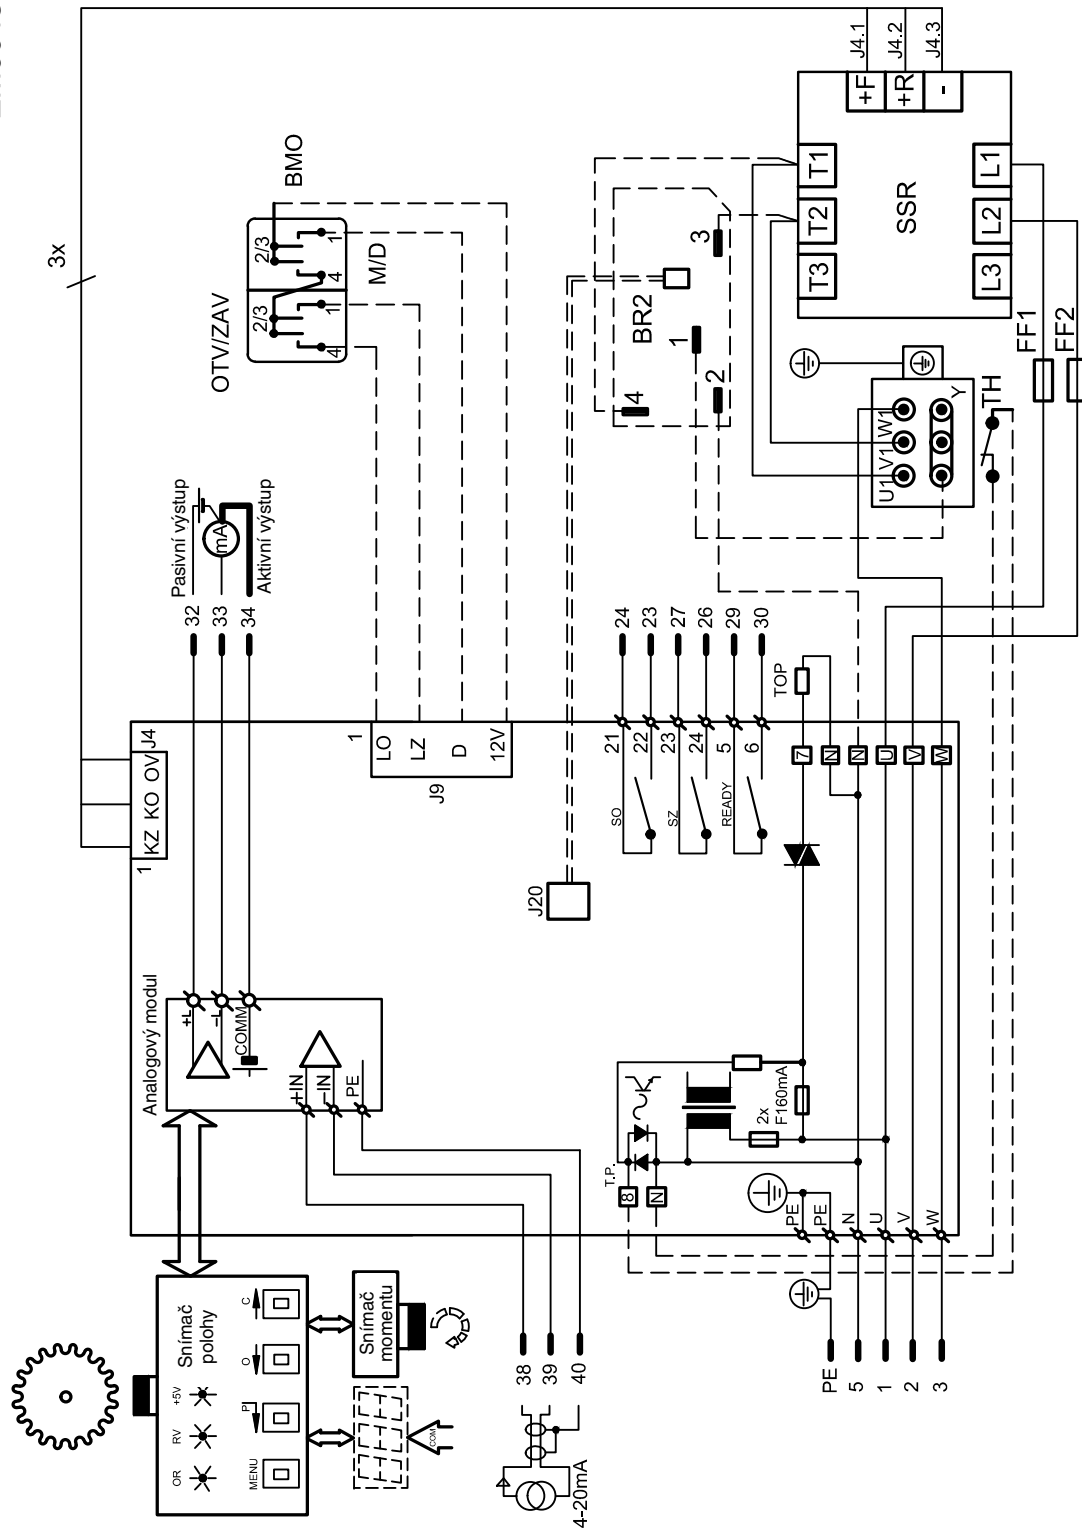 3x
J4.1
J4.2
J4.3
+F
+R
-
T1
T2
T3
SSR
L1
L2
L3
FF1
FF2
BMO
OTV/ZAV
M/D
2/3
2/3
4
1
4
1
BR2
1
2
3
4
U1
V1
W1
Y
TH
Pasivní výstup
mA
Aktivní výstup
32
33
34
J4
KZ KO OV
1
1
LO
LZ
D
12V
J9
J20
21
22
23
24
5
6
24
23
27
26
29
30
SO
SZ
READY
TOP
7
N
N
U
V
W
Analogový modul
+L
-L
COMM
+IN
-IN
PE
T.P.
8
N
2x
F160mA
PE
PE
N
U
V
W
PE
5
1
2
3
Snímač
polohy
+5V
RV
OR
MENU
P
O
C
Snímač
momentu
COM
38
39
40
4-20mA